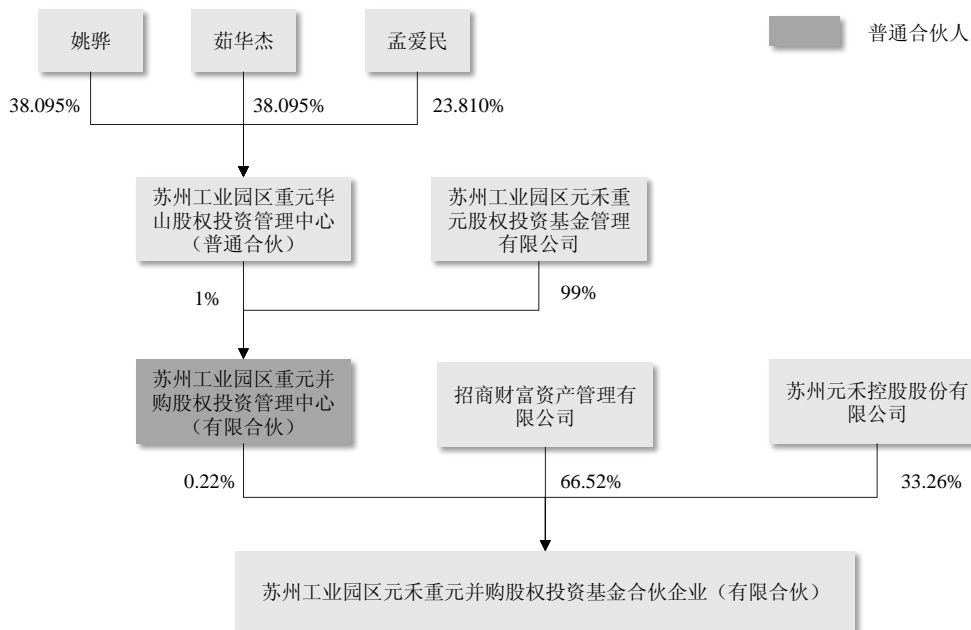 姚骅
茹华杰
孟爱民
普通合伙人
38.095%
38.095%
23.810%
苏州工业园区重元华
山股权投资管理中心
（普通合伙）
苏州工业园区元禾重
元股权投资基金管理
有限公司
1%
99%
苏州工业园区重元并
购股权投资管理中心
（有限合伙）
招商财富资产管理有
限公司
苏州元禾控股股份有
限公司
0.22%
66.52%
33.26%
苏州工业园区元禾重元并购股权投资基金合伙企业（有限合伙）